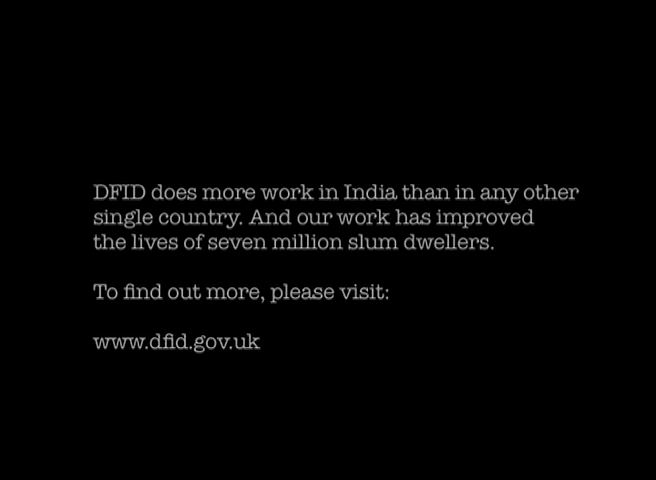 DFID does more work in India than in any other
single country. And our work has improved
the lives of seven million slum dwellers.
To find out more, please visit:
www.dfid.gov.uk